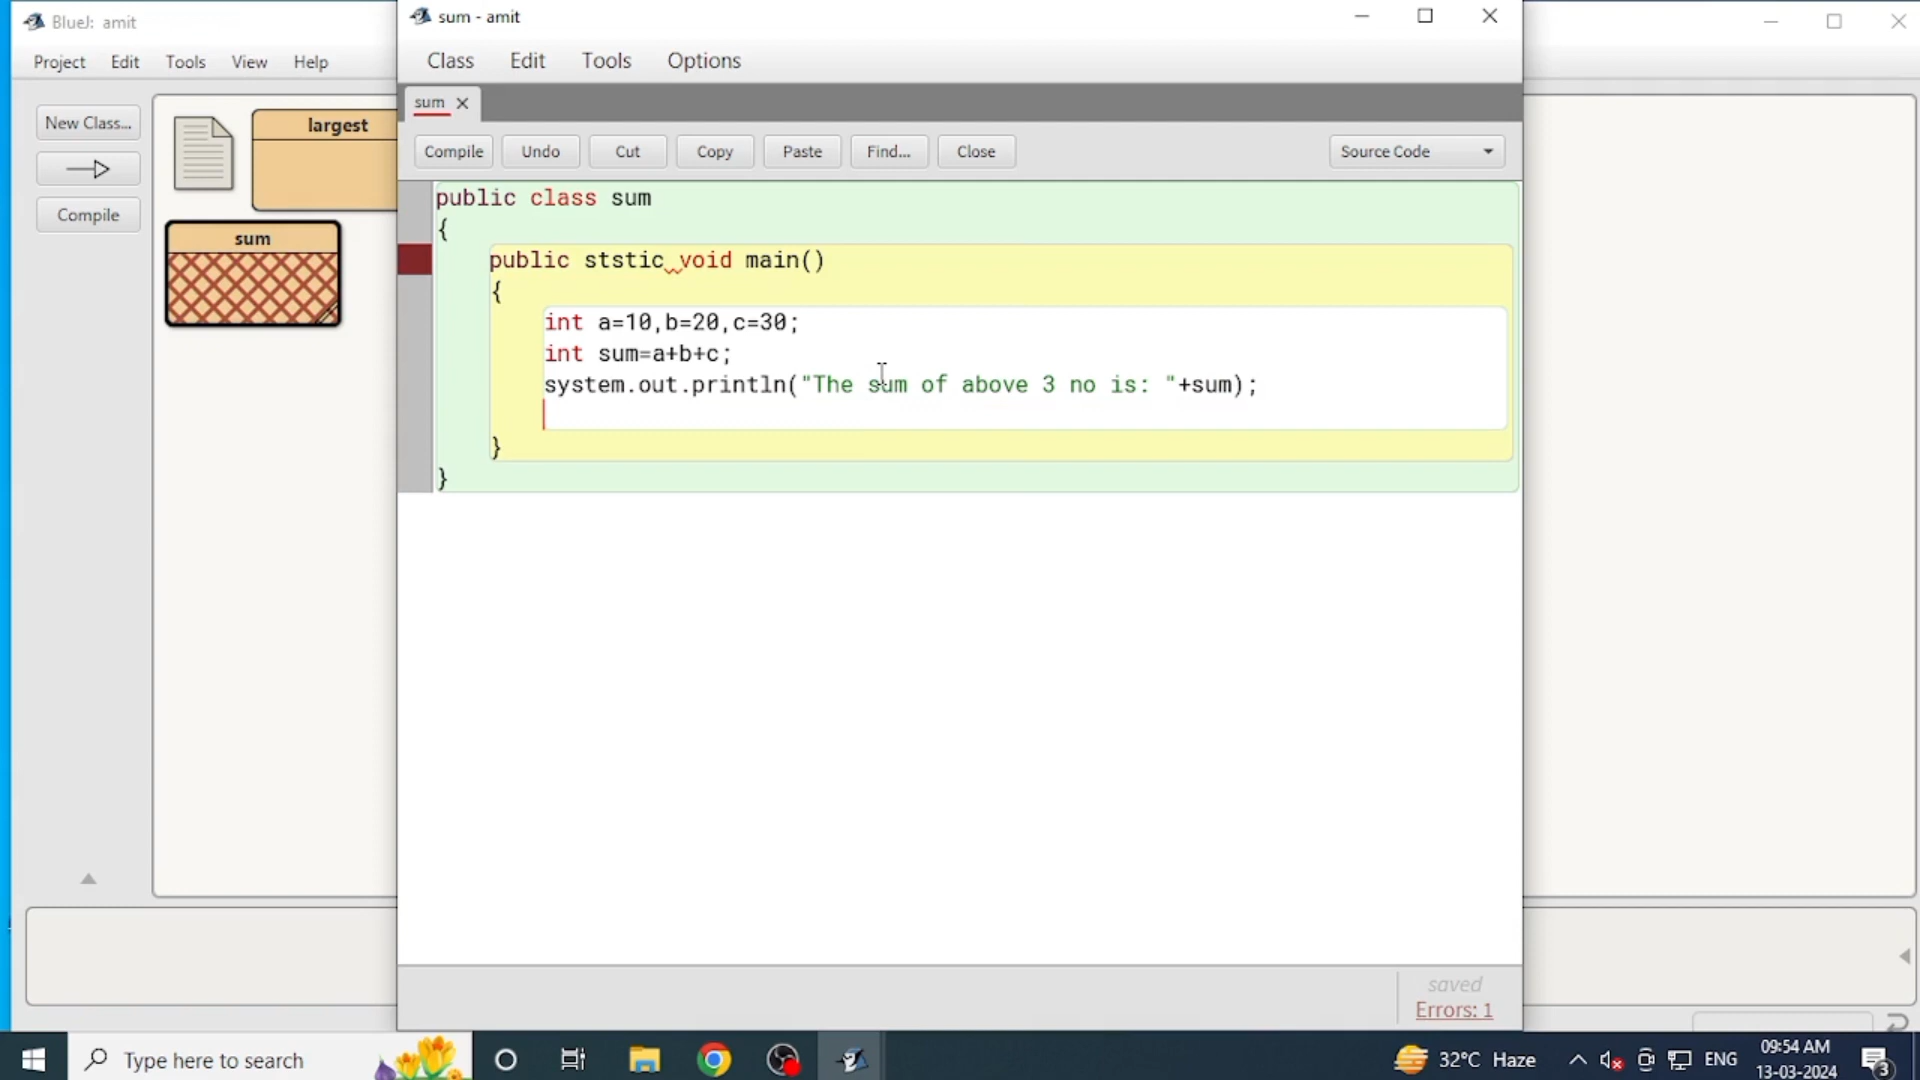 BlueJ: amit
Project Edit Tools View Help
New Class...
Compile
largest
sum
sum - amit
Class Edit Tools Options
sum
Compile Undo Cut Copy Paste Find... Close Source Code
public class sum
{
public ststic void main()
{
int a=10,b=20,c=30;
int sum=a+b+c;
system.out.println("The sum of above 3 no is: "+sum);
}
}
saved
Errors: 1
Type here to search
32°C Haze
ENG
09:54 AM
13-03-2024
3